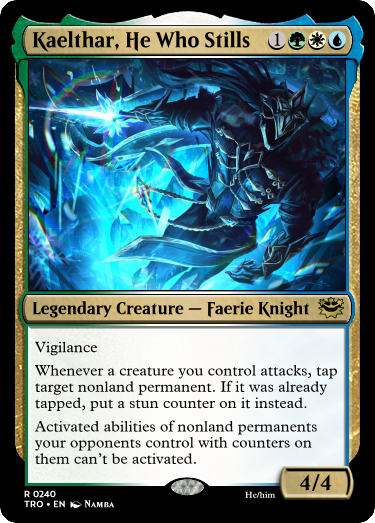 Kaelthar, He Who Stills 1
Legendary Creature — Faerie Knight
Vigilance
Whenever a creature you control attacks, tap
target nonland permanent. If it was already
tapped, put a stun counter on it instead.
Activated abilities of nonland permanents
your opponents control with counters on
them can't be activated.
4/4
R 0240
TRO • EN Namba
He/him